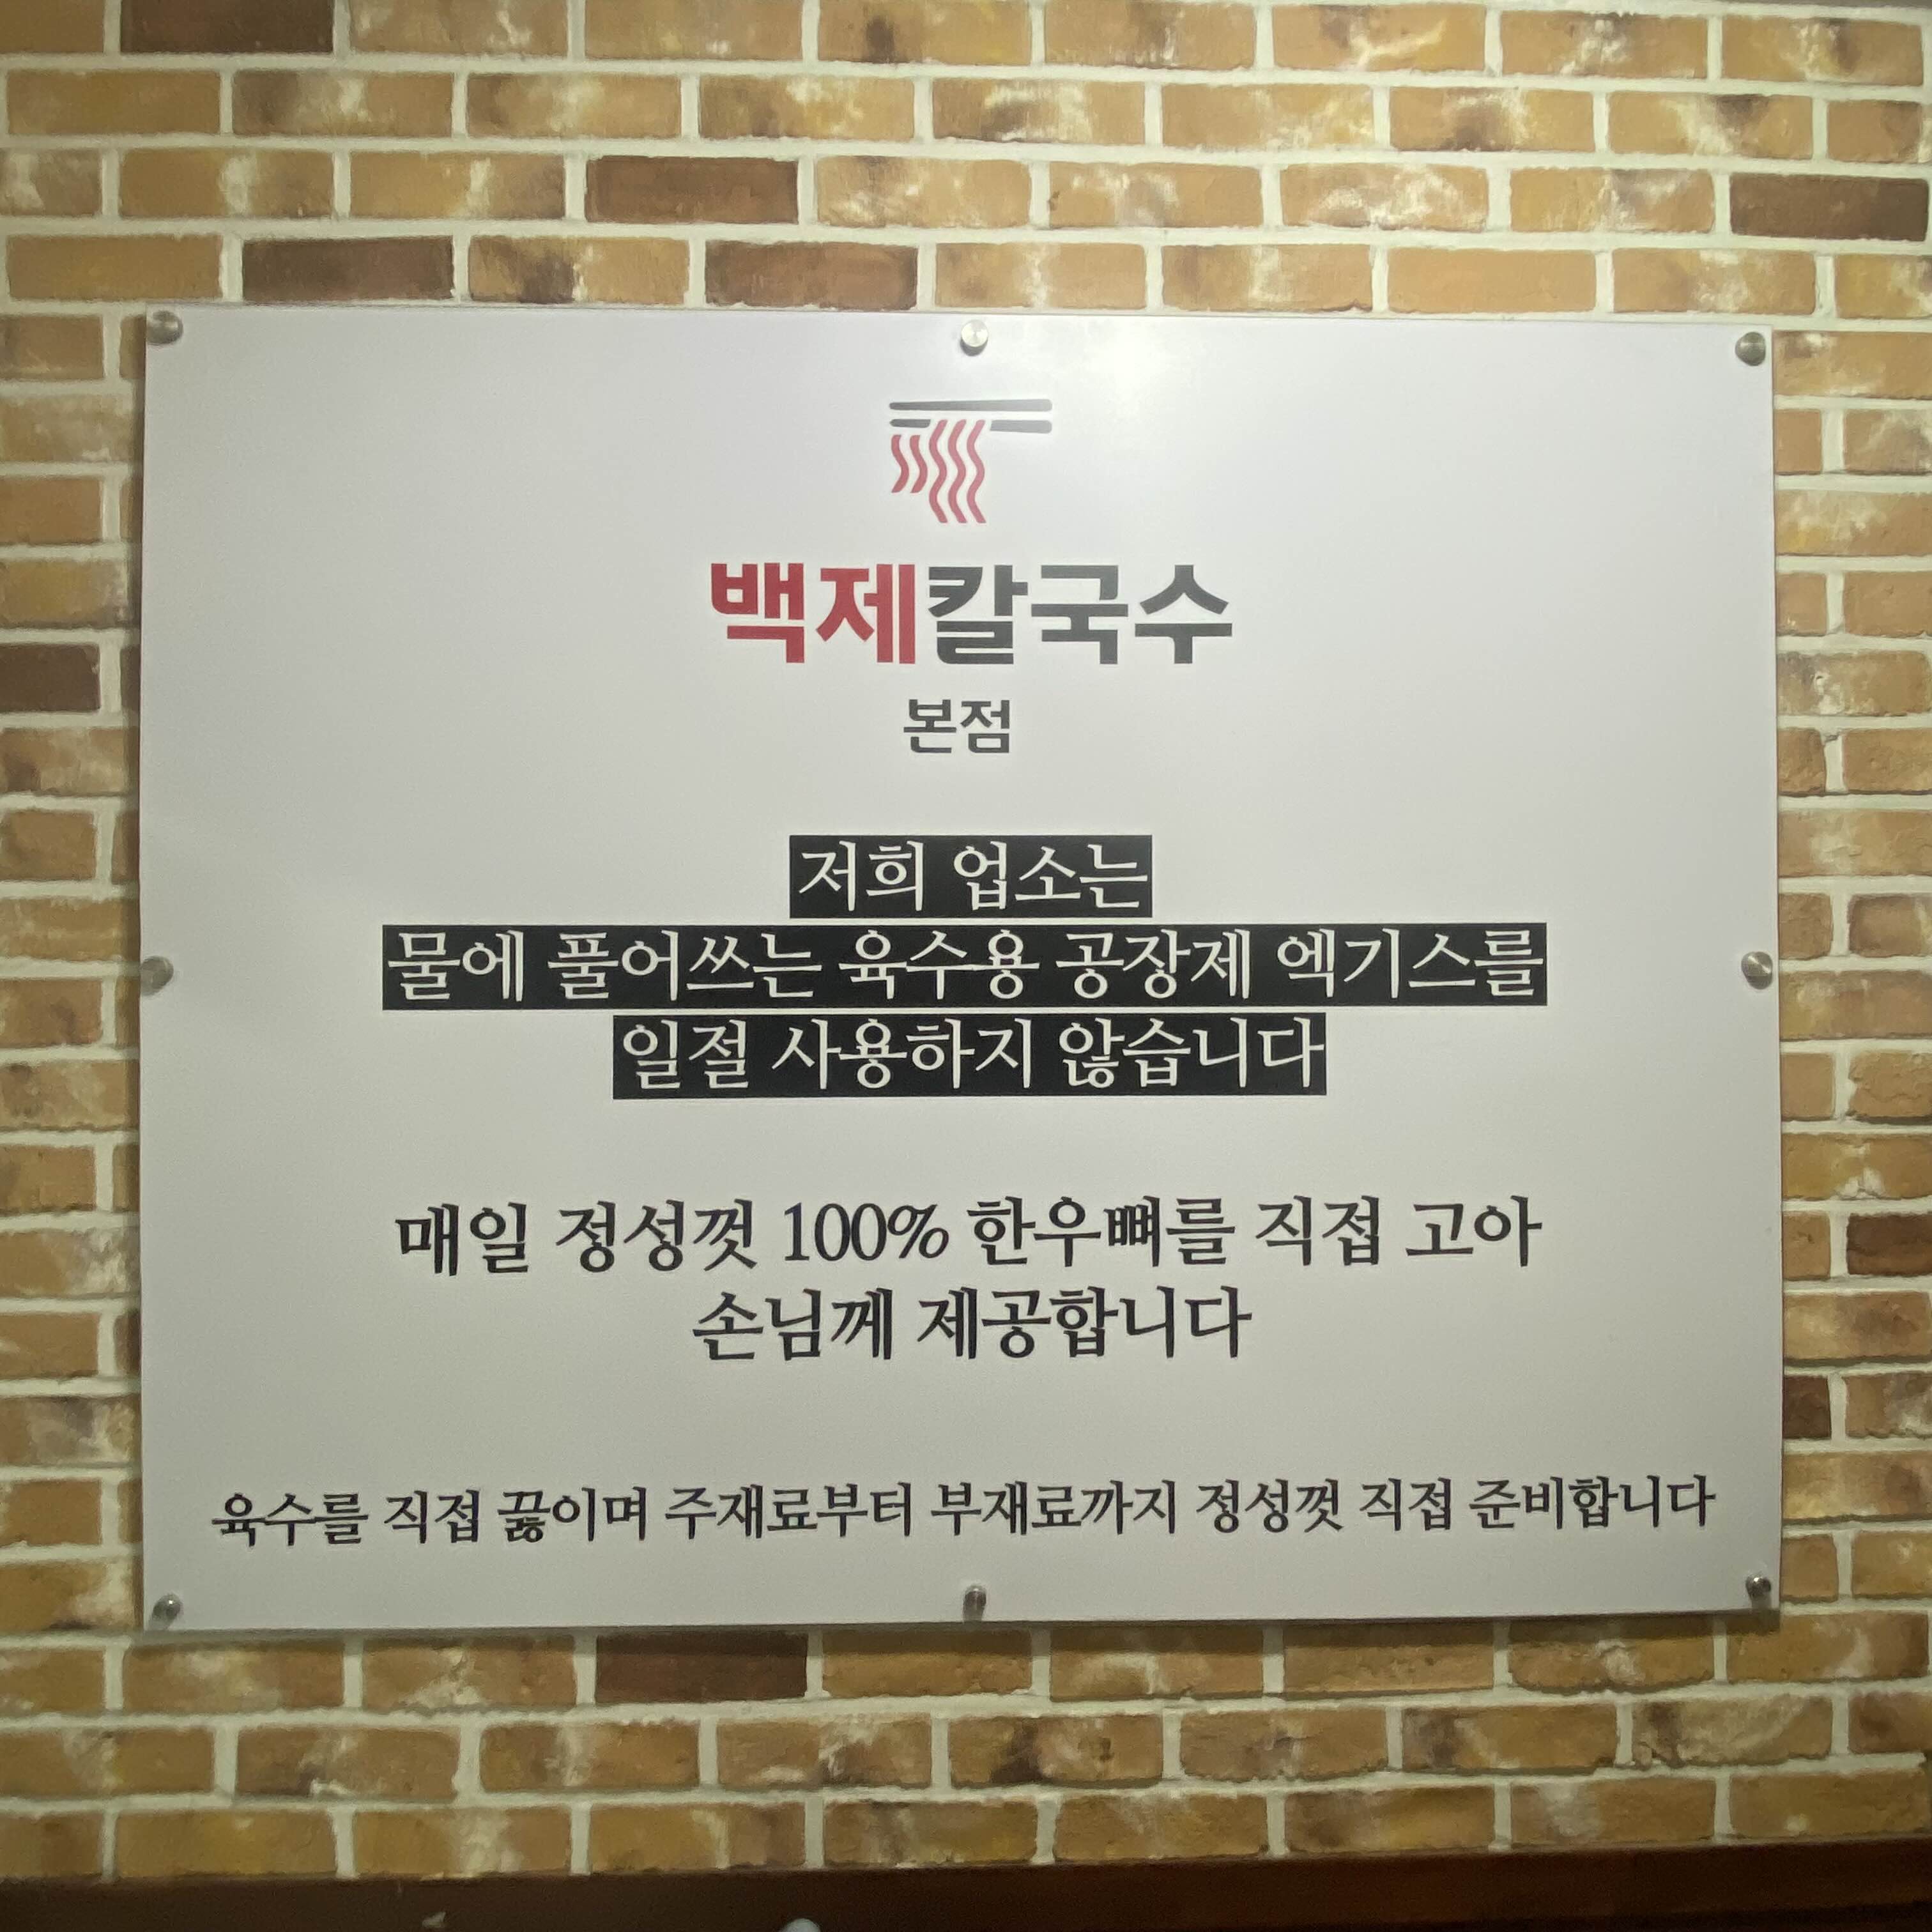 백제칼국수
본점
저희 업소는
물에 풀어쓰는 육수용 공장제 엑기스를
일절 사용하지 않습니다
매일 정성껏 100% 한우뼈를 직접 고아
손님께 제공합니다
육수를 직접 끓이며 주재료부터 부재료까지 정성껏 직접 준비합니다